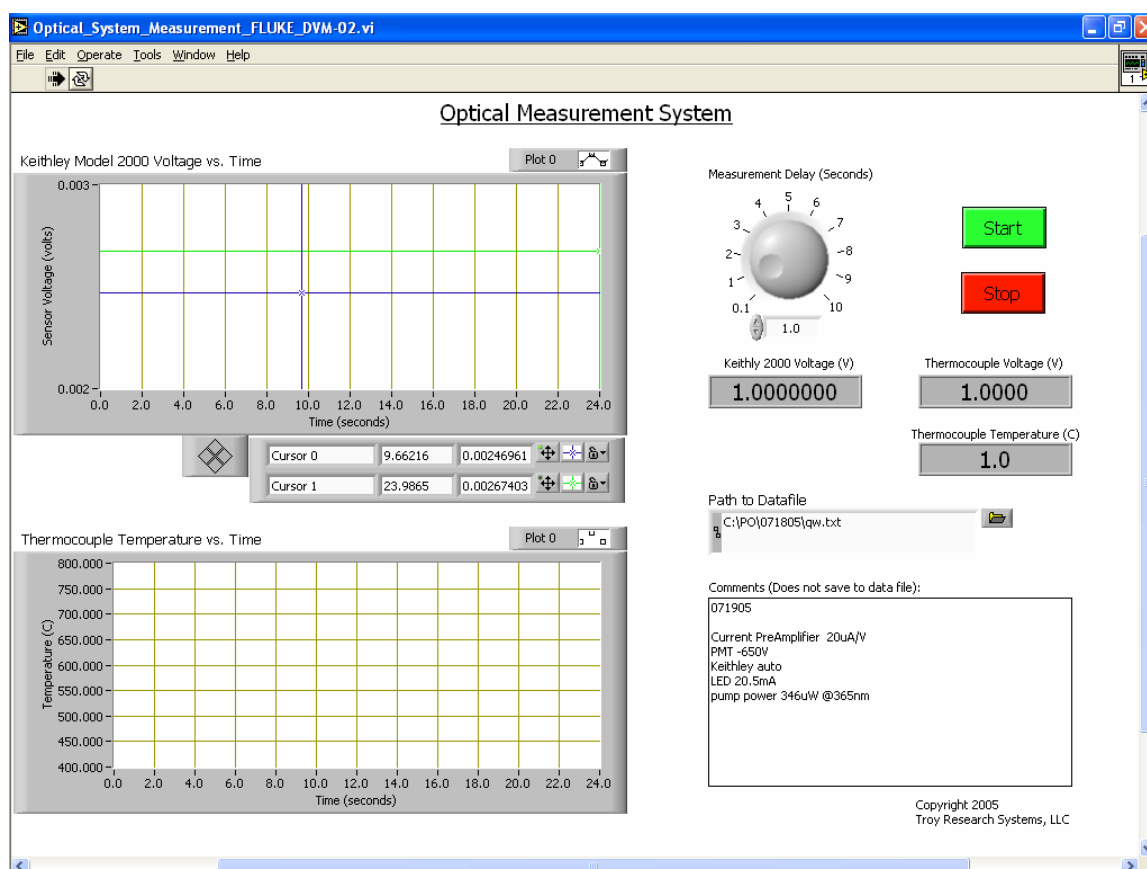 Optical_System_Measurement_FLUKE_DVM-02.vi
File Edit Operate Tools Window Help
1
Optical Measurement System
Keithley Model 2000 Voltage vs. Time
Plot 0
0.003
0.002
Sensor Voltage (volts)
0.0 2.0 4.0 6.0 8.0 10.0 12.0 14.0 16.0 18.0 20.0 22.0 24.0
Time (seconds)
Cursor 0 9.66216 0.00246961
Cursor 1 23.9865 0.00267403
Thermocouple Temperature vs. Time
Plot 0
800.000
750.000
700.000
650.000
600.000
550.000
500.000
450.000
400.000
Temperature (C)
0.0 2.0 4.0 6.0 8.0 10.0 12.0 14.0 16.0 18.0 20.0 22.0 24.0
Time (seconds)
Measurement Delay (Seconds)
0.1 1 2 3 4 5 6 7 8 9 10
1.0
Start
Stop
Keithly 2000 Voltage (V)
1.0000000
Thermocouple Voltage (V)
1.0000
Thermocouple Temperature (C)
1.0
Path to Datafile
C:\PO\071805\qw.txt
Comments (Does not save to data file):
071905
Current PreAmplifier 20uA/V
PMT -650V
Keithley auto
LED 20.5mA
pump power 346uW @365nm
Copyright 2005
Troy Research Systems, LLC